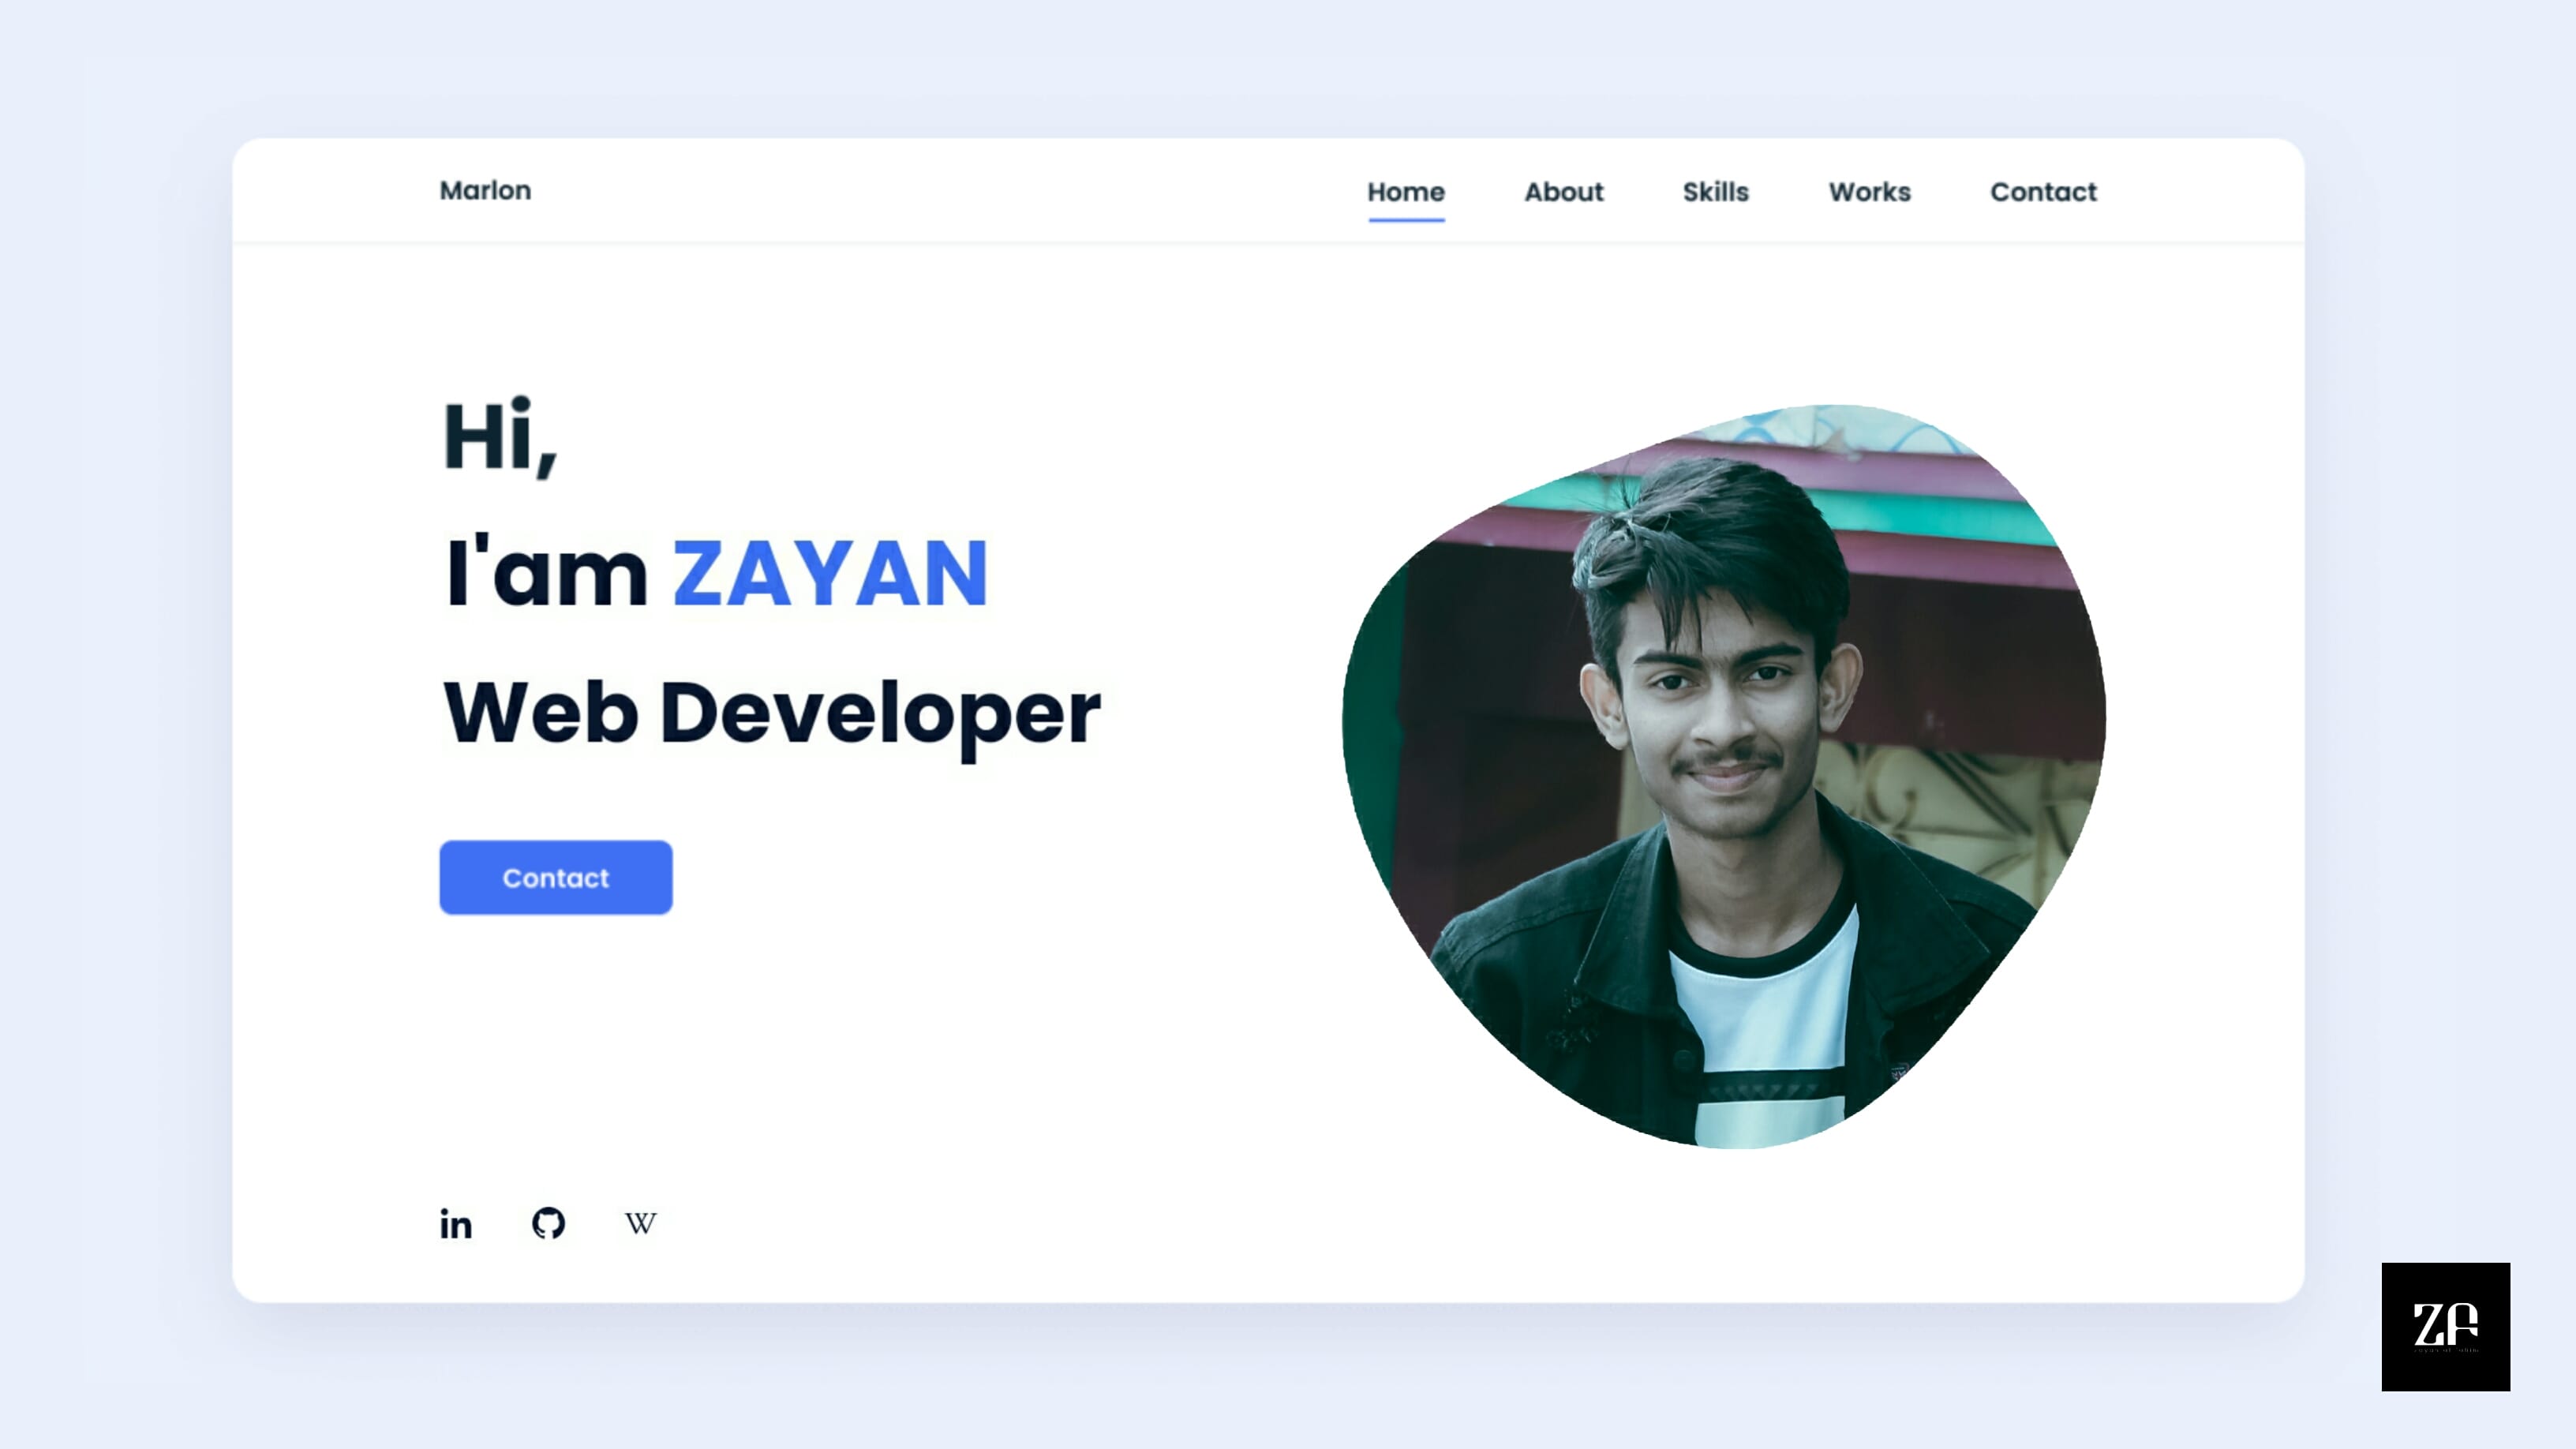 Marlon
Home About Skills Works Contact
Hi,
I'am ZAYAN
Web Developer
Contact
in
W
ZA